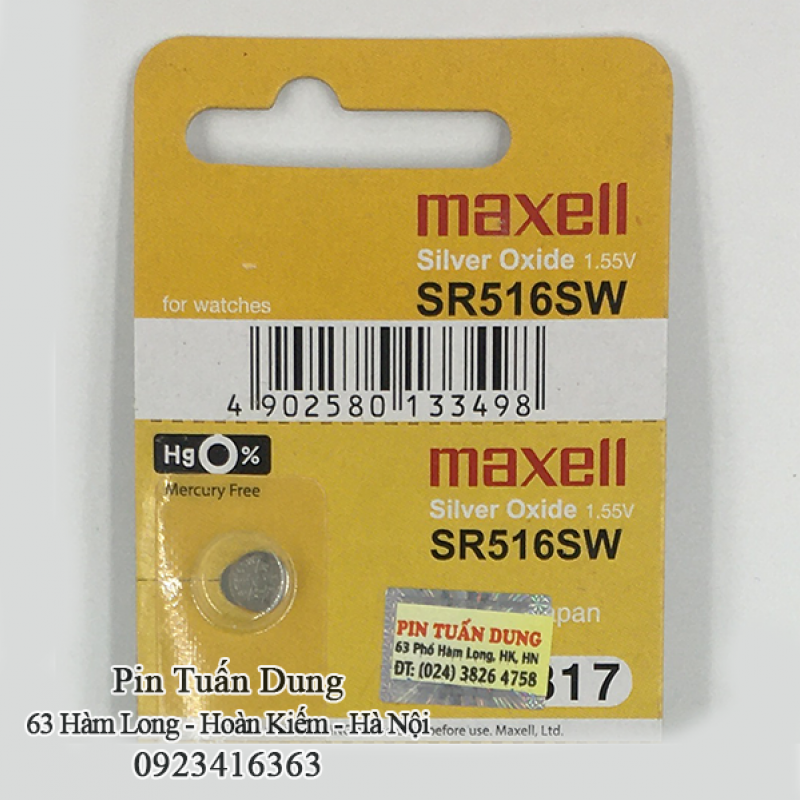 maxell
Silver Oxide 1.55V
for watches
SR516SW
4 902580 133498
Hg 0%
Mercury Free
maxell
Silver Oxide 1.55V
SR516SW
PIN TUẤN DUNG
63 Phố Hàm Long, HK, HN
ĐT: (024) 3826 4758
317
Pin Tuấn Dung
63 Hàm Long - Hoàn Kiếm - Hà Nội
before use. Maxell, Ltd.
0923416363